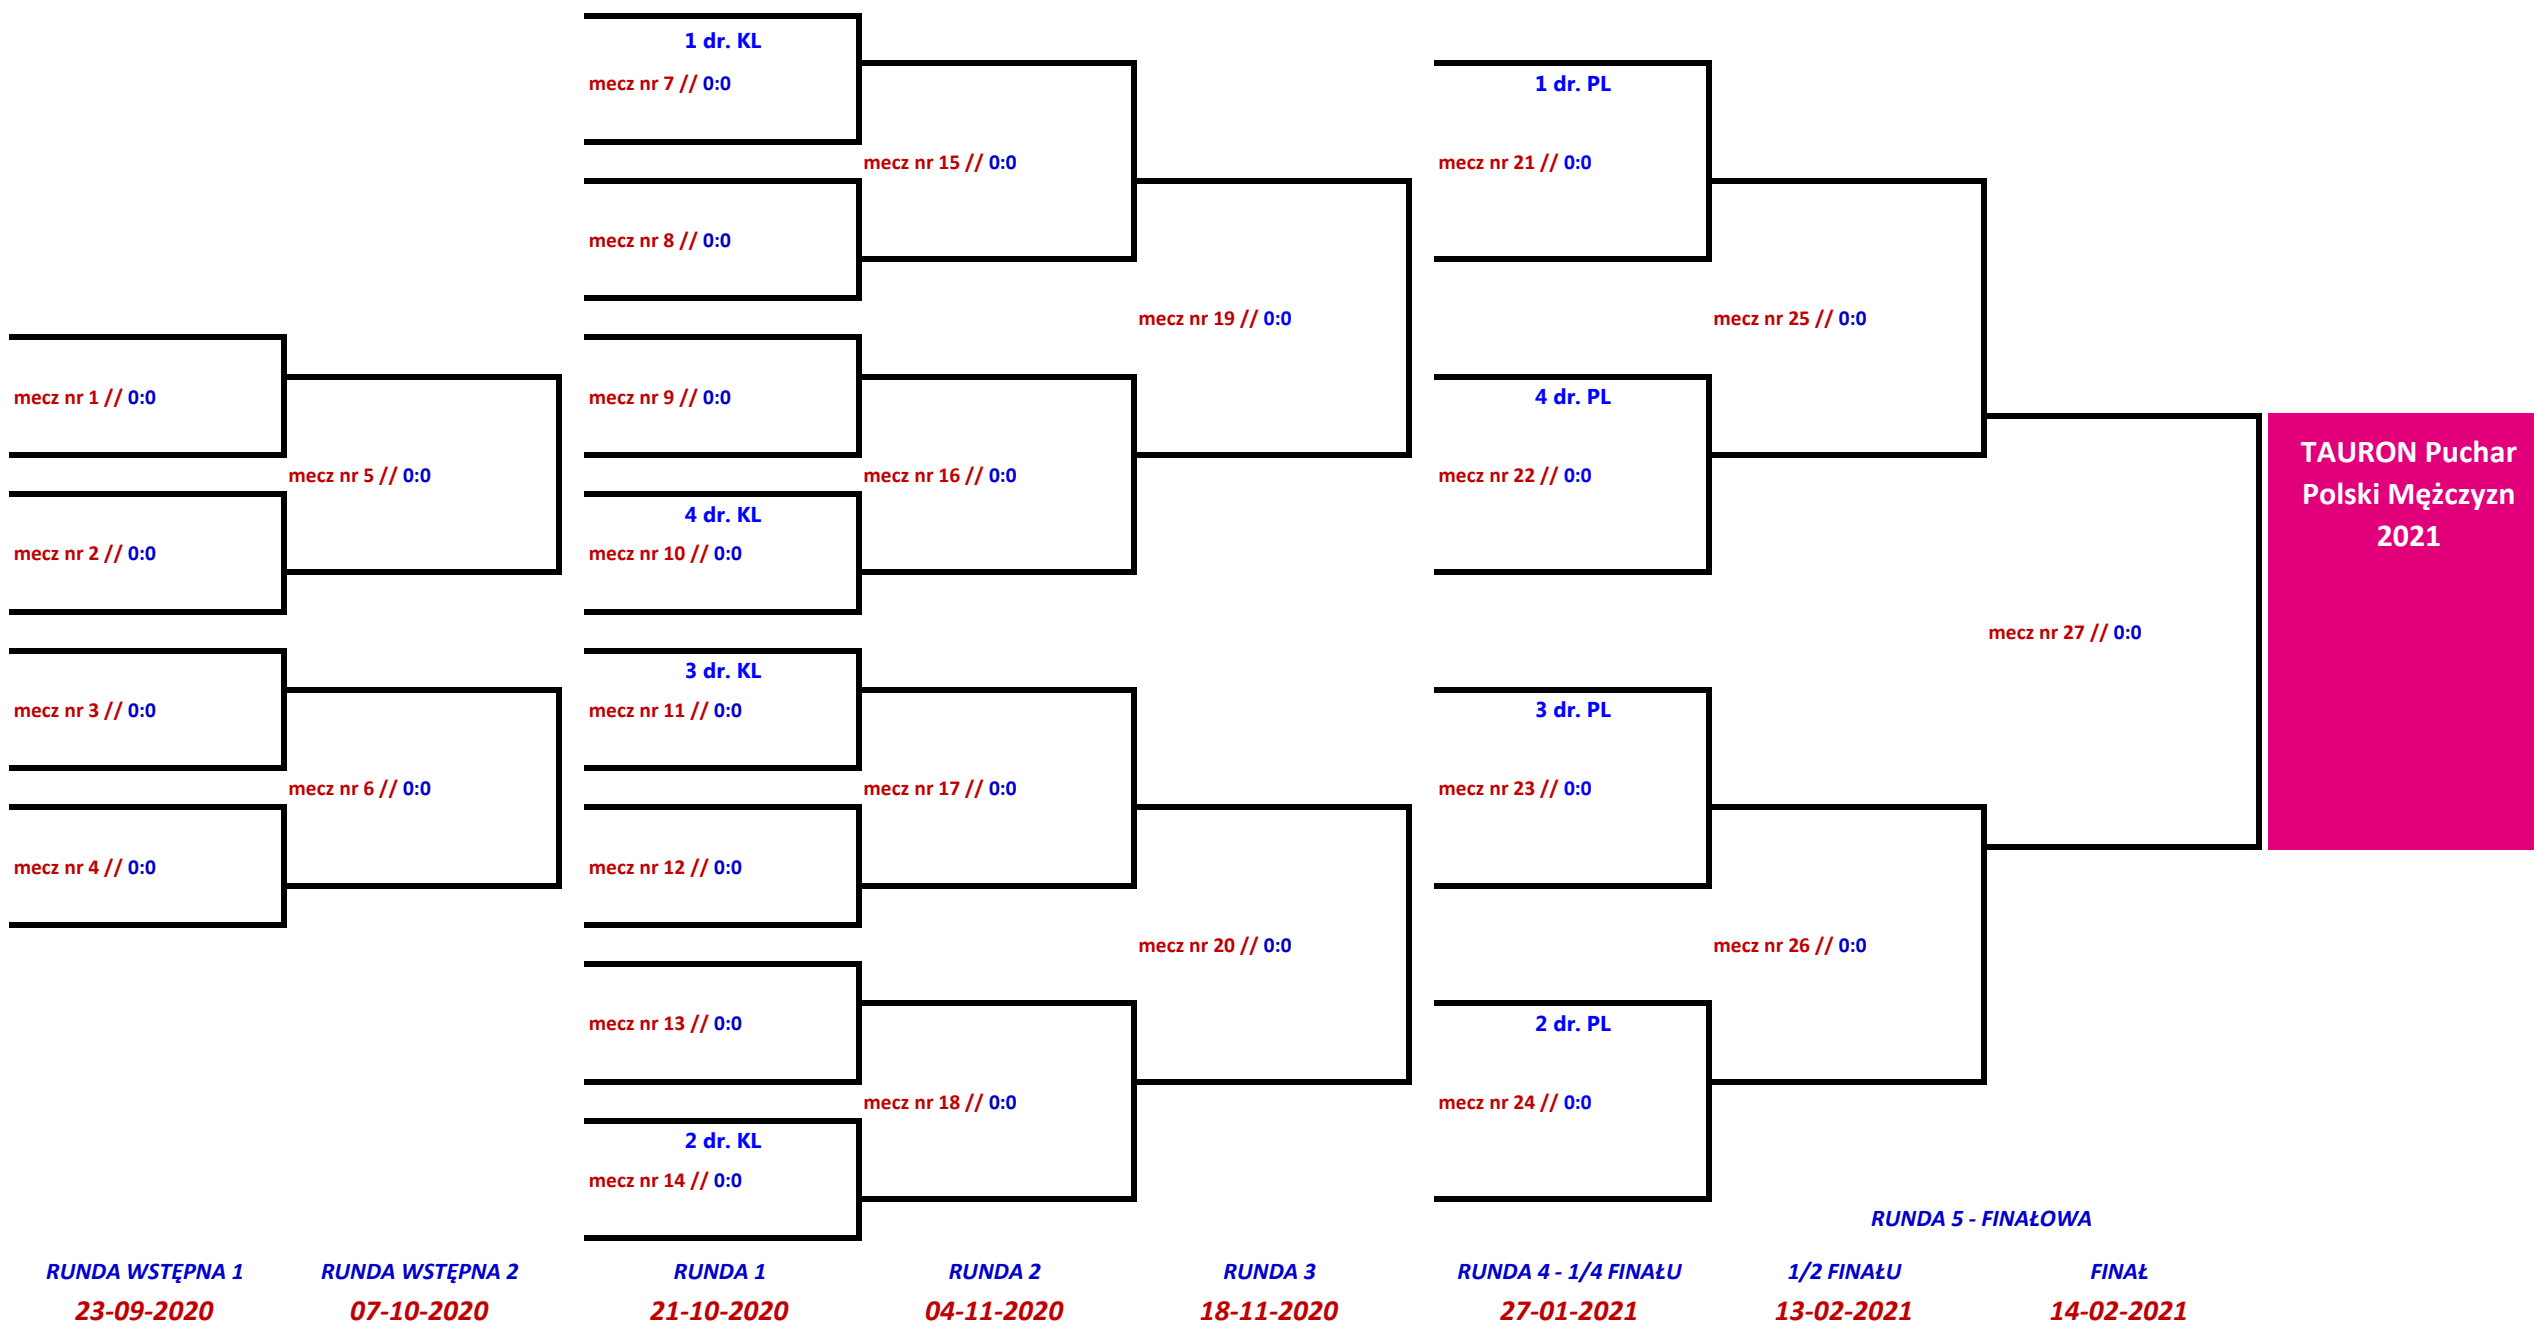 1 dr. KL
mecz nr 7 // 0:0
1 dr. PL
mecz nr 15 // 0:0
mecz nr 21 // 0:0
mecz nr 8 // 0:0
mecz nr 19 // 0:0
mecz nr 25 // 0:0
mecz nr 1 // 0:0
mecz nr 9 // 0:0
4 dr. PL
TAURON Puchar
Polski Mężczyzn
2021
mecz nr 5 // 0:0
mecz nr 16 // 0:0
mecz nr 22 // 0:0
4 dr. KL
mecz nr 2 // 0:0
mecz nr 10 // 0:0
mecz nr 27 // 0:0
3 dr. KL
mecz nr 3 // 0:0
mecz nr 11 // 0:0
3 dr. PL
mecz nr 6 // 0:0
mecz nr 17 // 0:0
mecz nr 23 // 0:0
mecz nr 4 // 0:0
mecz nr 12 // 0:0
mecz nr 20 // 0:0
mecz nr 26 // 0:0
mecz nr 13 // 0:0
2 dr. PL
mecz nr 18 // 0:0
mecz nr 24 // 0:0
2 dr. KL
mecz nr 14 // 0:0
RUNDA 5 - FINAŁOWA
RUNDA WSTĘPNA 1
RUNDA WSTĘPNA 2
RUNDA 1
RUNDA 2
RUNDA 3
RUNDA 4 - 1/4 FINAŁU
1/2 FINAŁU
FINAŁ
23-09-2020
07-10-2020
21-10-2020
04-11-2020
18-11-2020
27-01-2021
13-02-2021
14-02-2021